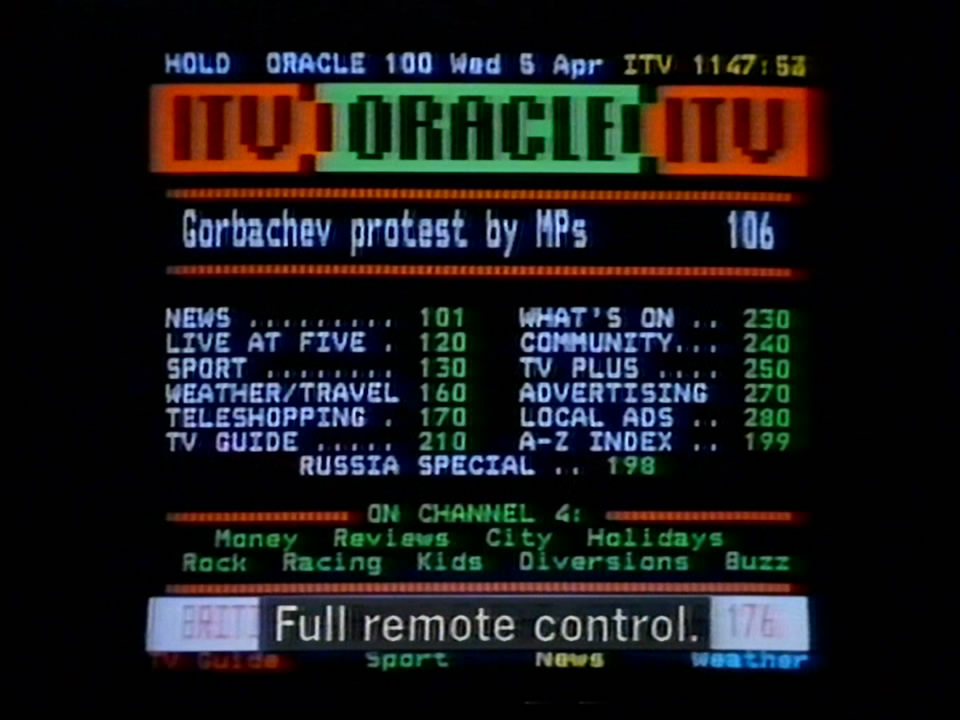 HOLD ORACLE 100 Wed 5 Apr ITV 1147:53
ITV ORACLE ITV
Gorbachev protest by MPs 106
NEWS ......... 101 WHAT'S ON .. 230
LIVE AT FIVE . 120 COMMUNITY... 240
SPORT ........ 130 TV PLUS .... 250
WEATHER/TRAVEL 160 ADVERTISING 270
TELESHOPPING . 170 LOCAL ADS .. 280
TV GUIDE ..... 210 A-Z INDEX .. 199
RUSSIA SPECIAL .. 198
ON CHANNEL 4:
Money Reviews City Holidays
Rock Racing Kids Diversions Buzz
BRITI 176
Full remote control.
TV Guide Sport News Weather